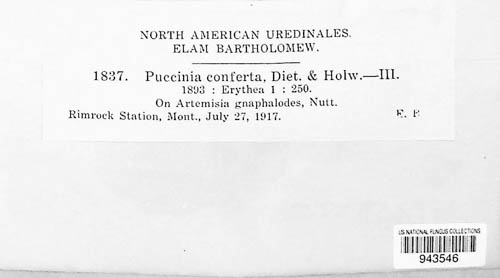 NORTH AMERICAN UREDINALES.
ELAM BARTHOLOMEW.
1837. Puccinia conferta, Diet. & Holw.—III.
1893 : Erythea 1 : 250.
On Artemisia gnaphalodes, Nutt.
Rimrock Station, Mont., July 27, 1917.
US NATIONAL FUNGUS COLLECTIONS
943546